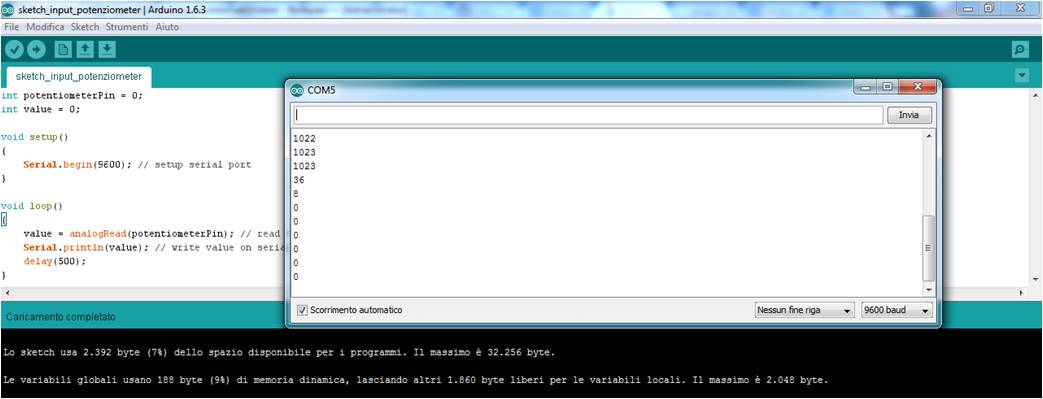 sketch_input_potenziometer | Arduino 1.6.3
File Modifica Sketch Strumenti Aiuto
sketch_input_potenziometer
int potentiometerPin = 0;
int value = 0;
void setup()
{
Serial.begin(9600); // setup serial port
}
void loop()
{
value = analogRead(potentiometerPin); // read
Serial.println(value); // write value on seria
delay(500);
}
COM5
Invia
1022
1023
1023
36
8
0
0
0
0
0
0
Scorrimento automatico
Nessun fine riga
9600 baud
Caricamento completato
Lo sketch usa 2.392 byte (7%) dello spazio disponibile per i programmi. Il massimo è 32.256 byte.
Le variabili globali usano 188 byte (9%) di memoria dinamica, lasciando altri 1.860 byte liberi per le variabili locali. Il massimo è 2.048 byte.